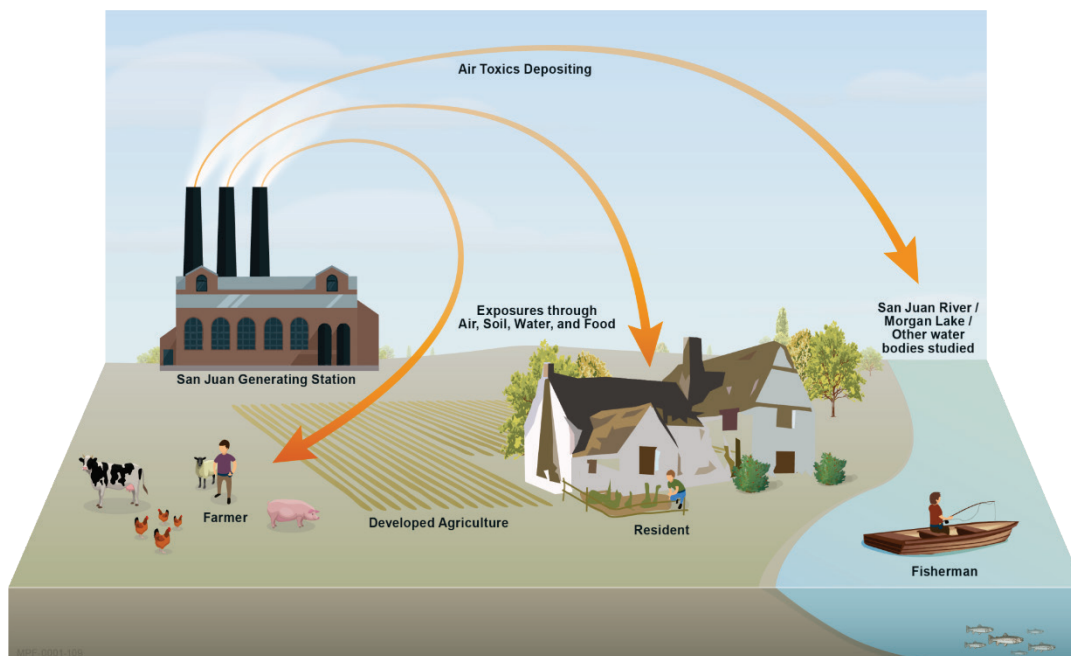 Air Toxics Depositing
Exposures through
Air, Soil, Water, and Food
San Juan River /
Morgan Lake /
Other water
bodies studied
San Juan Generating Station
Farmer
Developed Agriculture
Resident
Fisherman